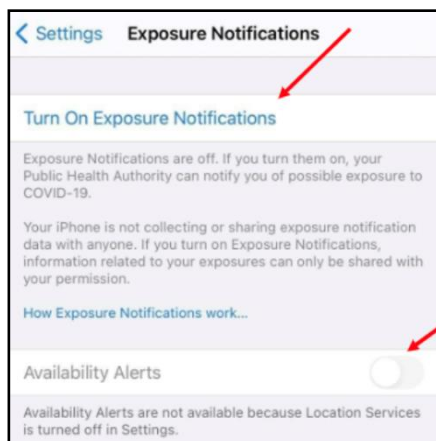 Settings Exposure Notifications
Turn On Exposure Notifications
Exposure Notifications are off. If you turn them on, your
Public Health Authority can notify you of possible exposure to
COVID-19.
Your iPhone is not collecting or sharing exposure notification
data with anyone. If you turn on Exposure Notifications,
information related to your exposures can only be shared with
your permission.
How Exposure Notifications work...
Availability Alerts
Availability Alerts are not available because Location Services
is turned off in Settings.